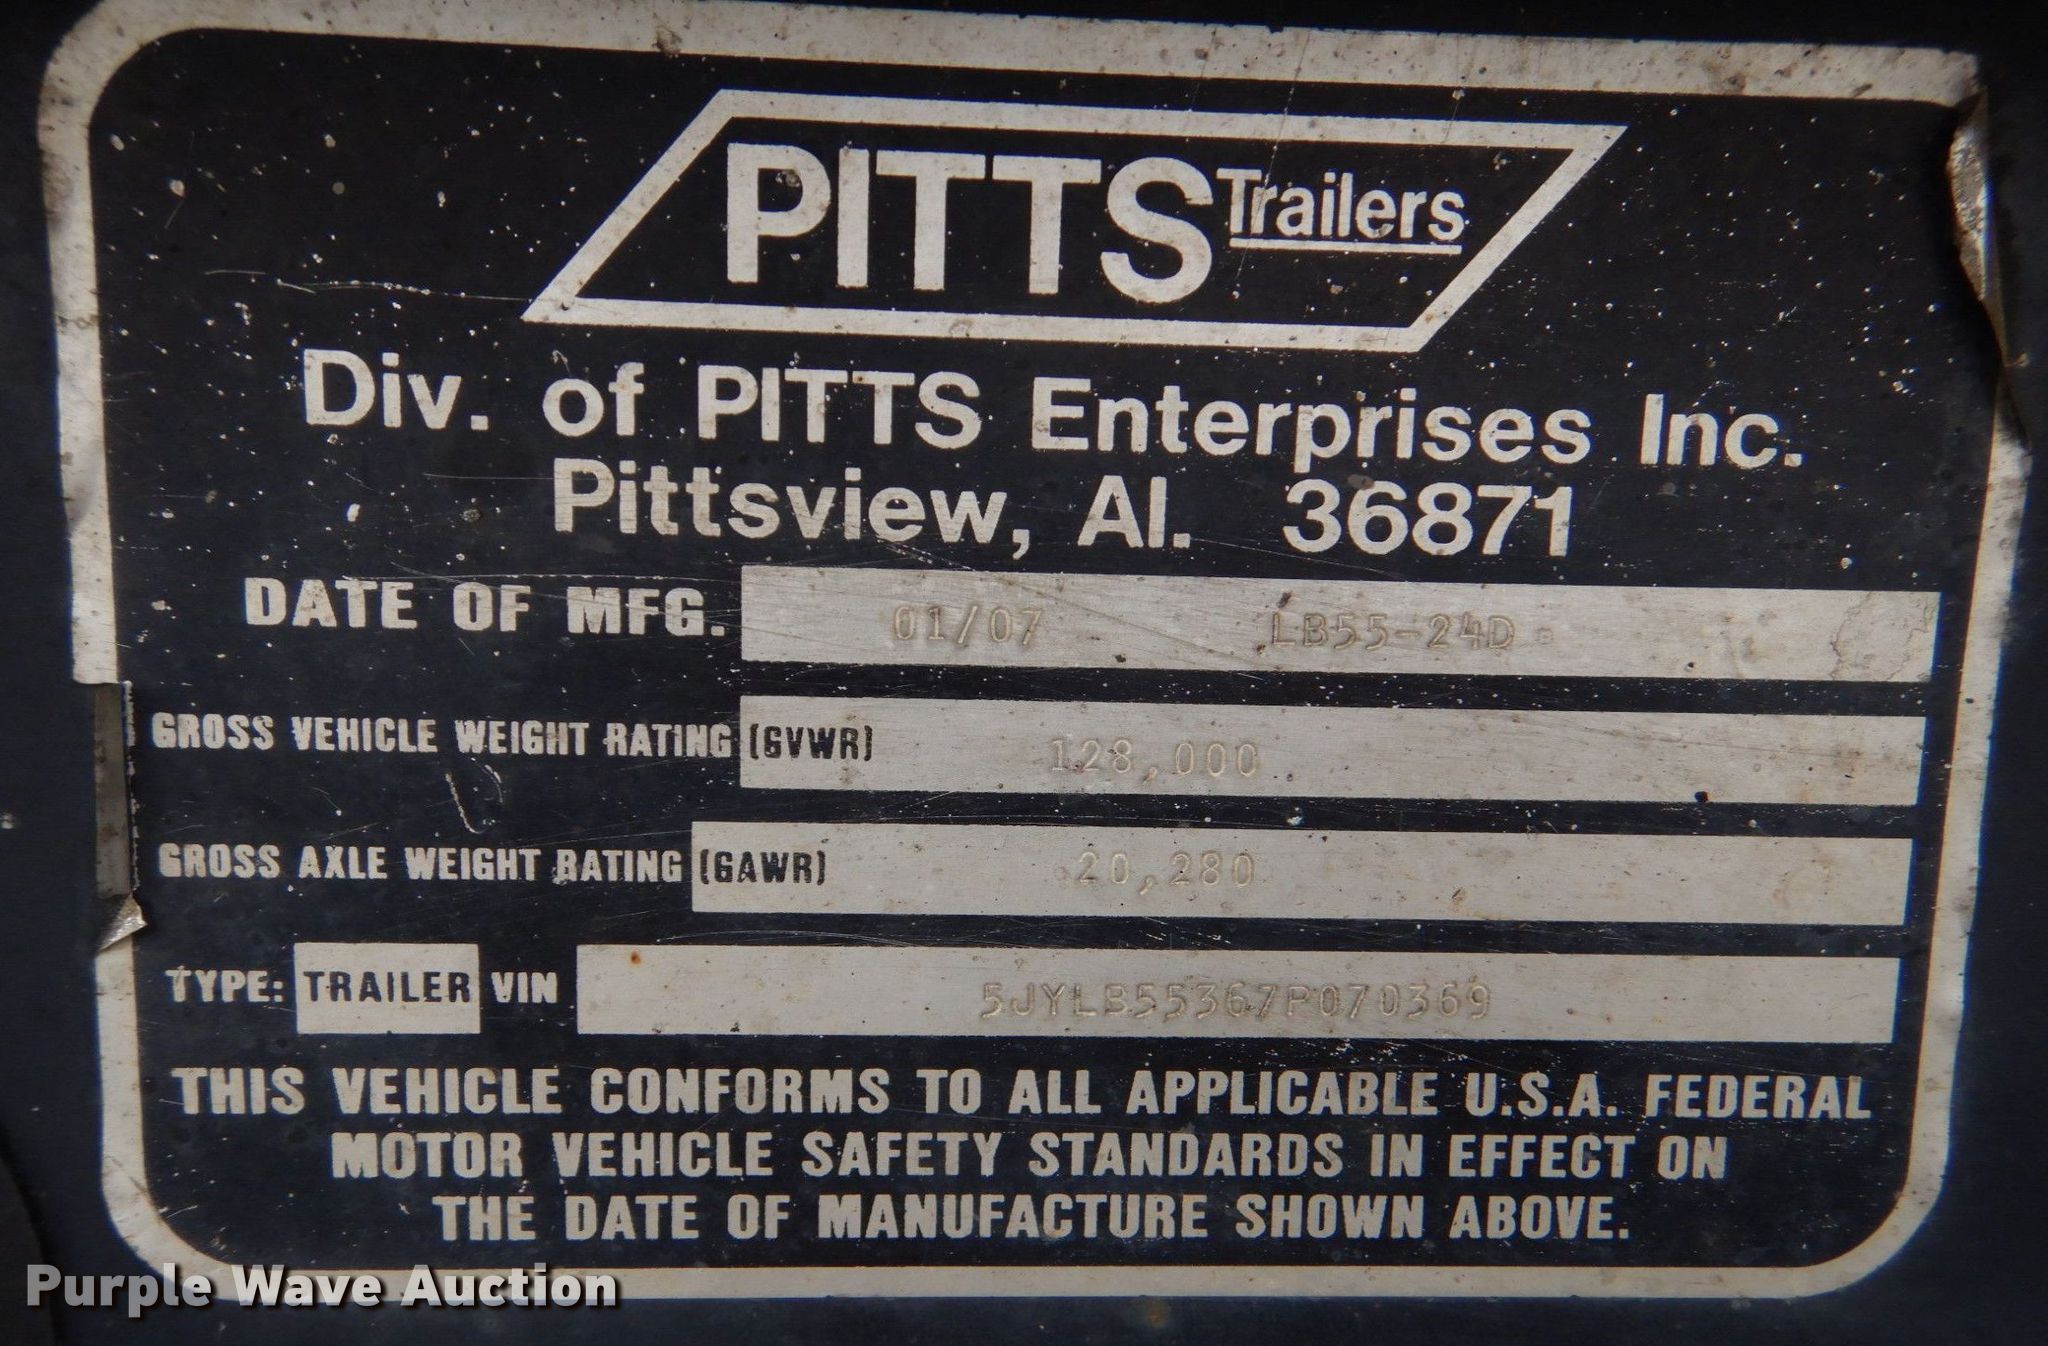 PITTS Trailers
Div. of PITTS Enterprises Inc.
Pittsview, Al. 36871
DATE OF MFG. 01/07 LB55-24D
GROSS VEHICLE WEIGHT RATING (GVWR) 128,000
GROSS AXLE WEIGHT RATING (GAWR) 20,280
TYPE: TRAILER VIN 5JYLB55367P070369
THIS VEHICLE CONFORMS TO ALL APPLICABLE U.S.A. FEDERAL
MOTOR VEHICLE SAFETY STANDARDS IN EFFECT ON
THE DATE OF MANUFACTURE SHOWN ABOVE.
Purple Wave Auction